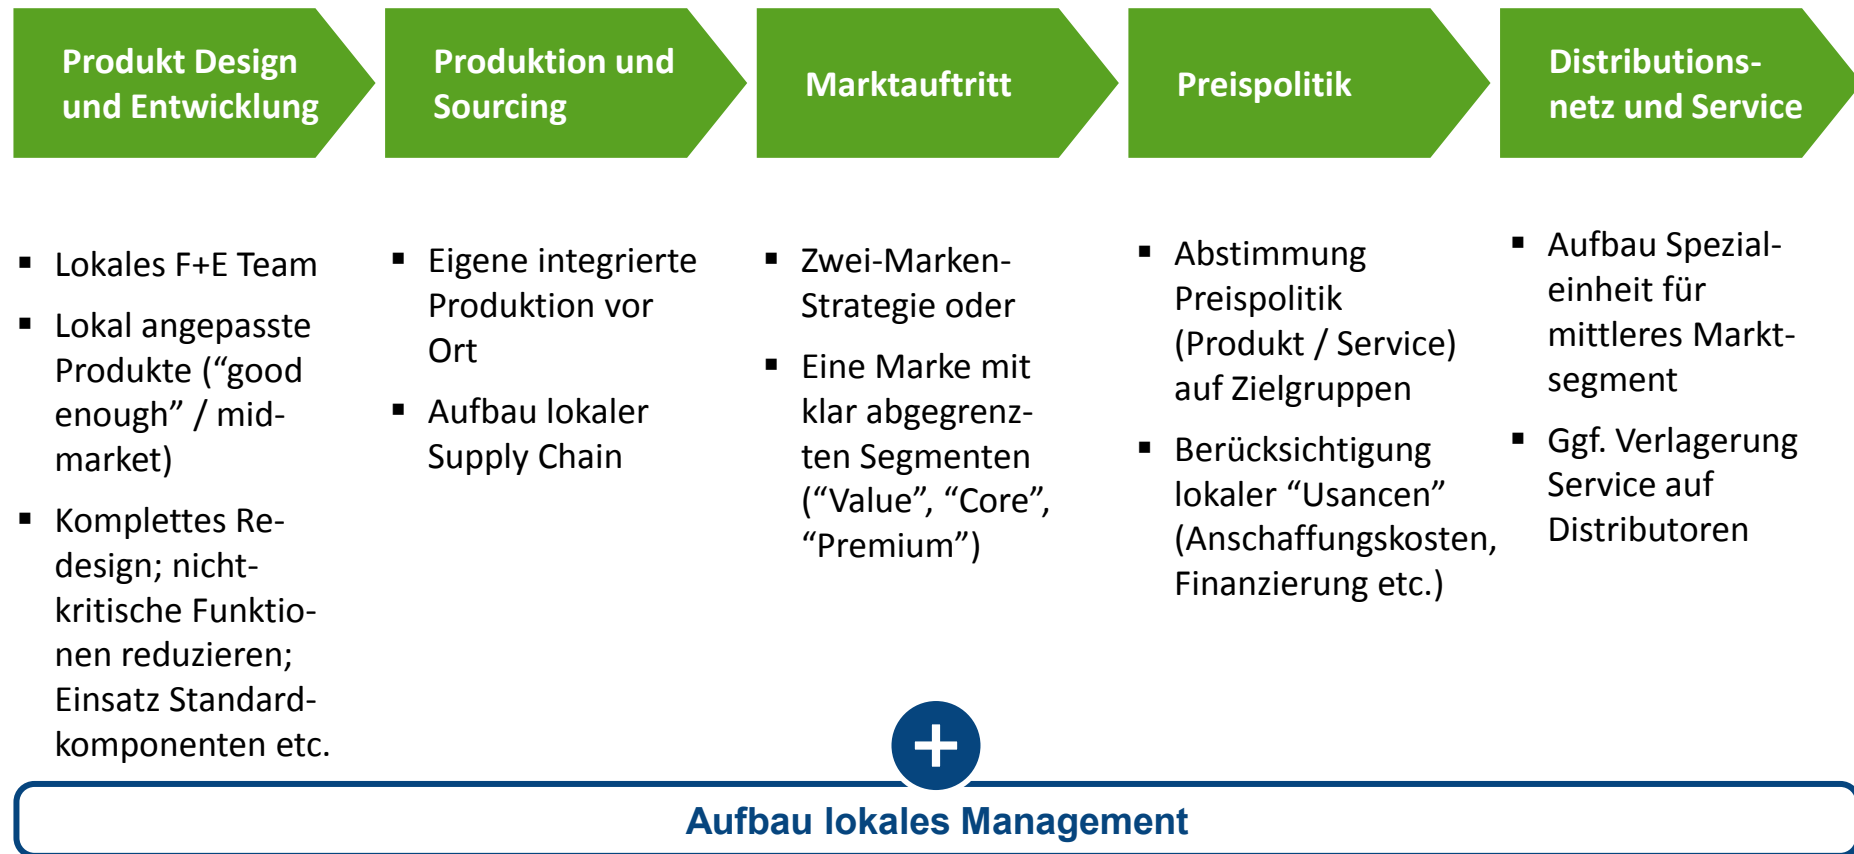 Produkt Design
und Entwicklung
Produktion und
Sourcing
Marktauftritt
Preispolitik
Distributions-
netz und Service
▪ Lokales F+E Team
▪ Lokal angepasste
Produkte (“good
enough” / mid-
market)
▪ Komplettes Re-
design; nicht-
kritische Funktio-
nen reduzieren;
Einsatz Standard-
komponenten etc.
▪ Eigene integrierte
Produktion vor
Ort
▪ Aufbau lokaler
Supply Chain
▪ Zwei-Marken-
Strategie oder
▪ Eine Marke mit
klar abgegrenz-
ten Segmenten
(“Value”, “Core”,
“Premium”)
▪ Abstimmung
Preispolitik
(Produkt / Service)
auf Zielgruppen
▪ Berücksichtigung
lokaler “Usancen”
(Anschaffungskosten,
Finanzierung etc.)
▪ Aufbau Spezial-
einheit für
mittleres Markt-
segment
▪ Ggf. Verlagerung
Service auf
Distributoren
+
Aufbau lokales Management